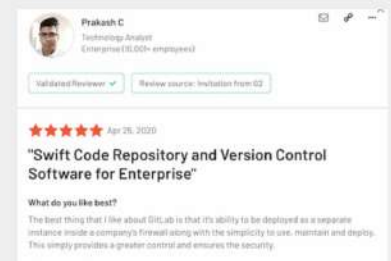 Prakash C
Technology Analyst
Enterprise (10,001+ employees)
Validated Reviewer ✓
Review source: Invitation from G2
Apr 25, 2020
"Swift Code Repository and Version Control
Software for Enterprise"
What do you like best?
The best thing that I like about GitLab is that it's ability to be deployed as a separate
instance inside a company's firewall along with the simplicity to use, maintain and deploy.
This simply provides a greater control and ensures the security.